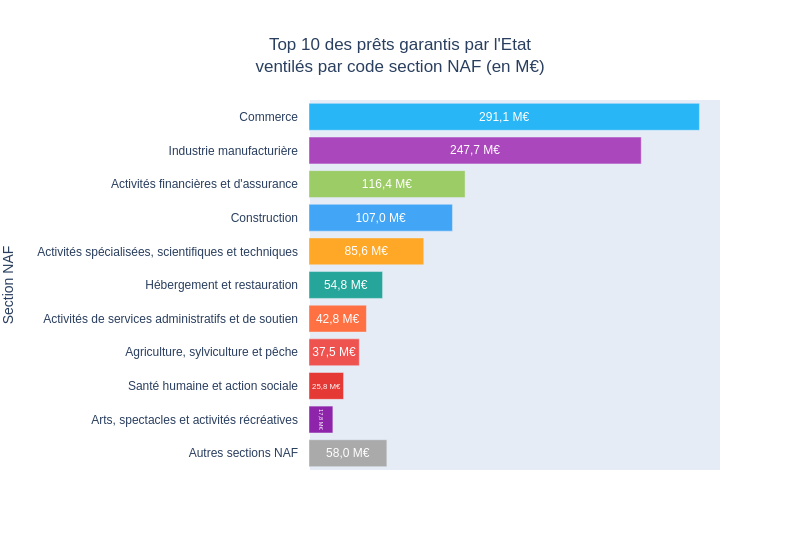 Top 10 des prêts garantis par l'Etat
ventilés par code section NAF (en M€)
Section NAF
Commerce 291,1 M€
Industrie manufacturière 247,7 M€
Activités financières et d'assurance 116,4 M€
Construction 107,0 M€
Activités spécialisées, scientifiques et techniques 85,6 M€
Hébergement et restauration 54,8 M€
Activités de services administratifs et de soutien 42,8 M€
Agriculture, sylviculture et pêche 37,5 M€
Santé humaine et action sociale 25,8 M€
Arts, spectacles et activités récréatives 17,8 M€
Autres sections NAF 58,0 M€